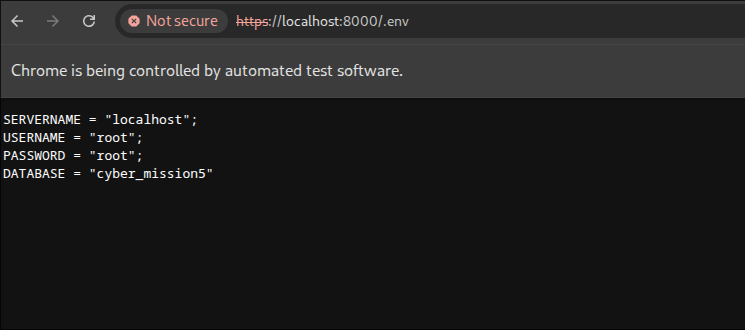 Not secure https://localhost:8000/.env
Chrome is being controlled by automated test software.
SERVERNAME = "localhost";
USERNAME = "root";
PASSWORD = "root";
DATABASE = "cyber_mission5"